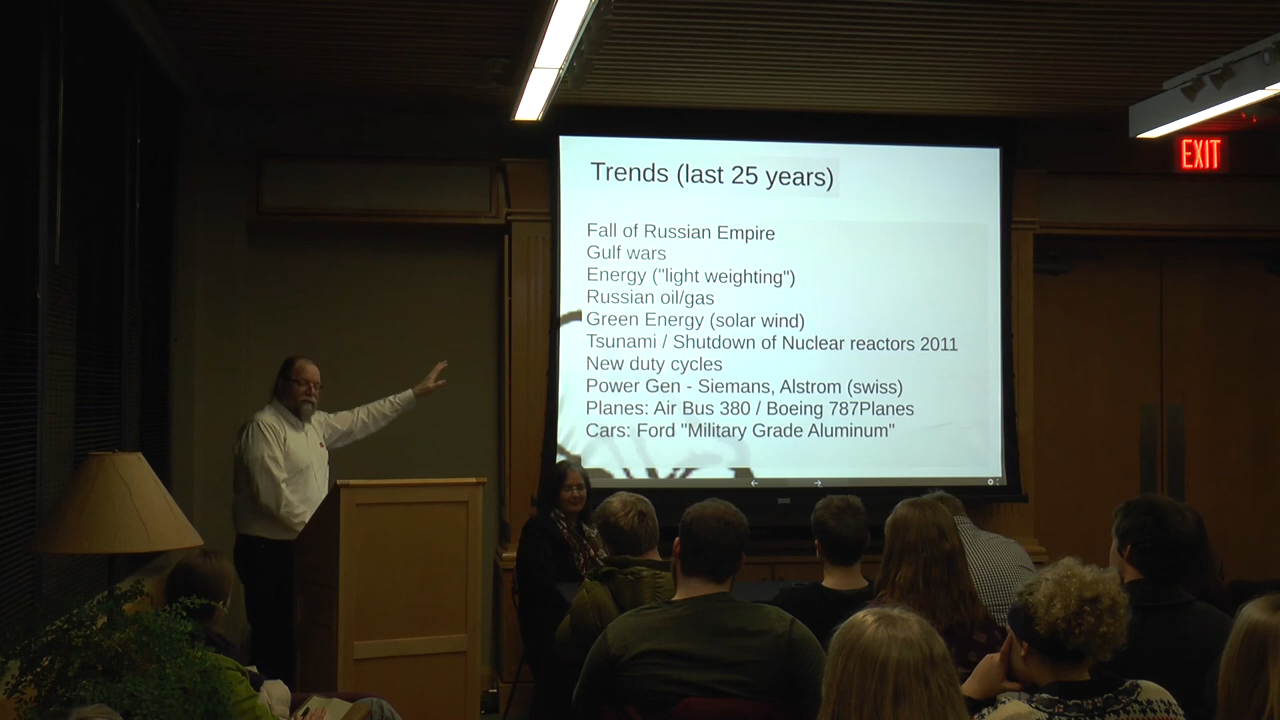 Trends (last 25 years)
Fall of Russian Empire
Gulf wars
Energy ("light weighting")
Russian oil/gas
Green Energy (solar wind)
Tsunami / Shutdown of Nuclear reactors 2011
New duty cycles
Power Gen - Siemans, Alstrom (swiss)
Planes: Air Bus 380 / Boeing 787Planes
Cars: Ford "Military Grade Aluminum"
EXIT